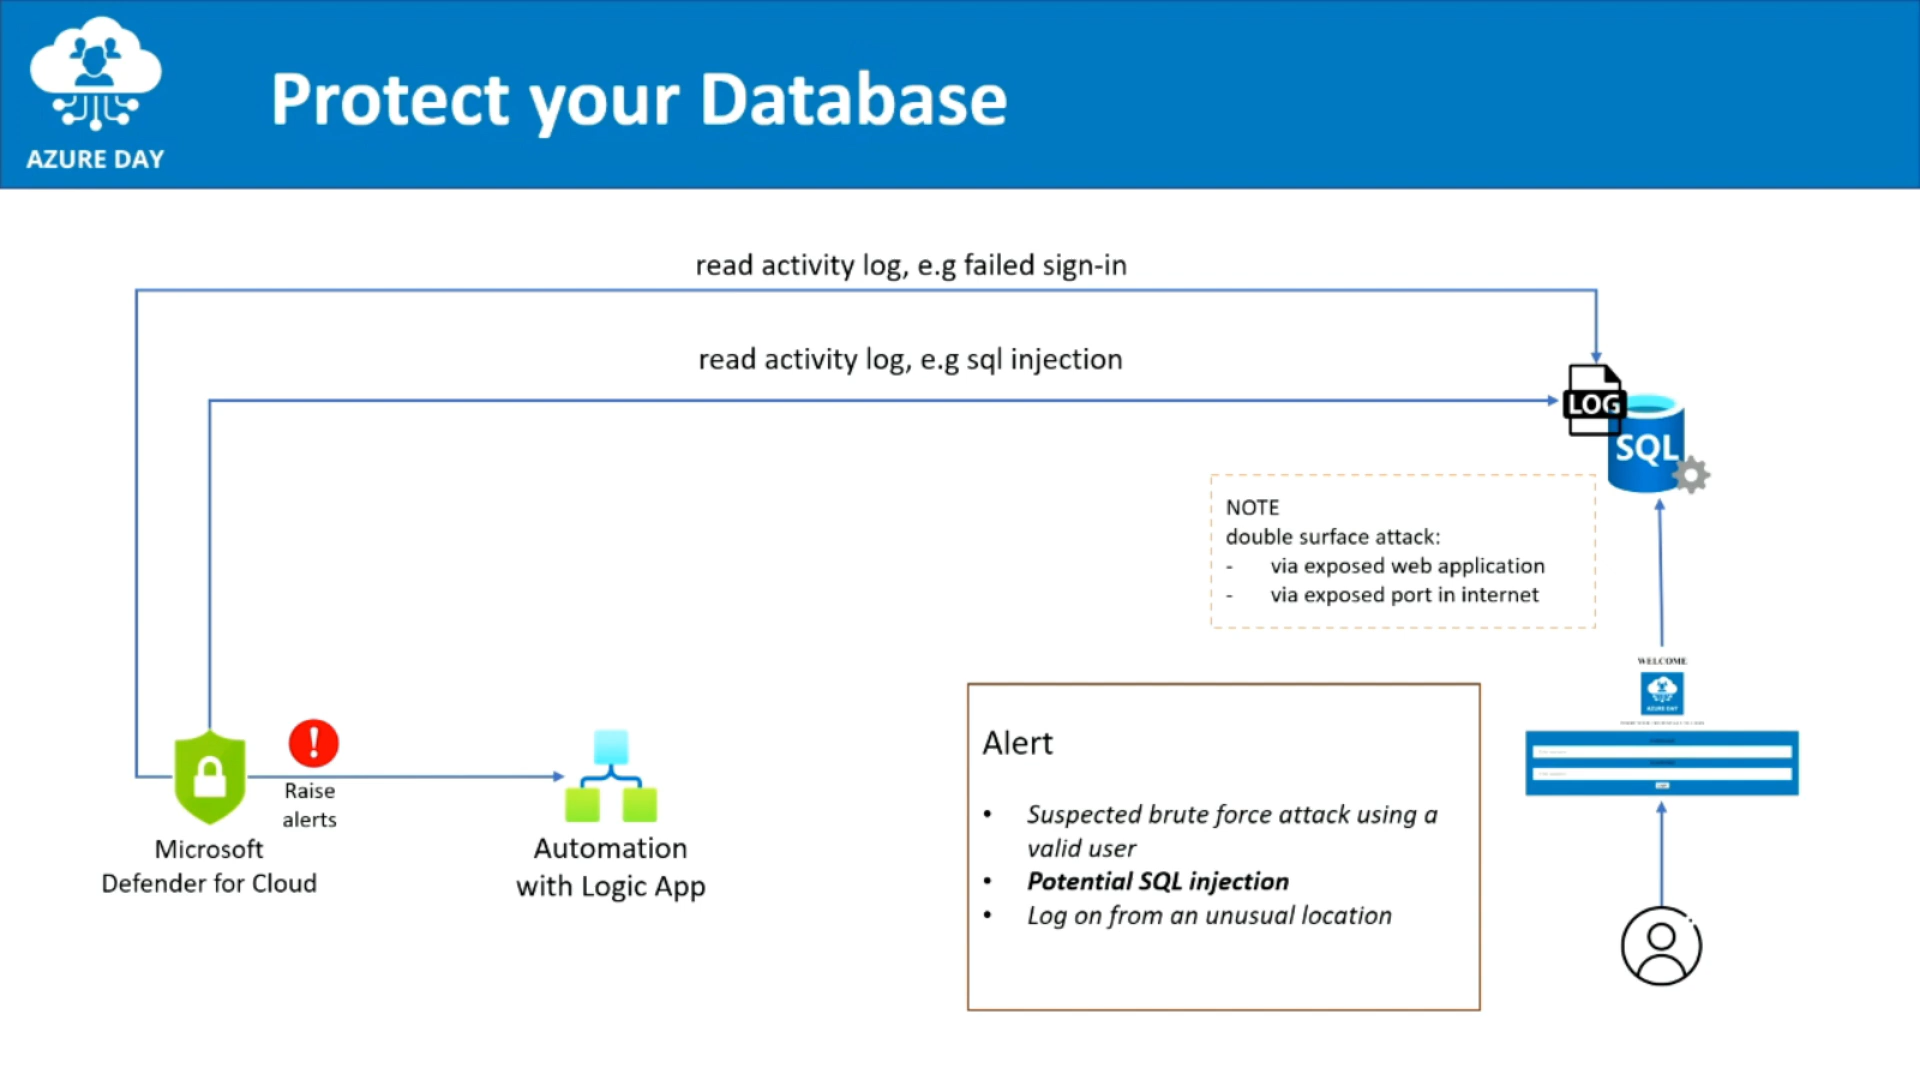 AZURE DAY
Protect your Database
read activity log, e.g failed sign-in
read activity log, e.g sql injection
LOG
SQL
NOTE
double surface attack:
- via exposed web application
- via exposed port in internet
WELCOME
AZURE DAY
Raise
alerts
Microsoft
Defender for Cloud
Automation
with Logic App
Alert
• Suspected brute force attack using a
valid user
• Potential SQL injection
• Log on from an unusual location